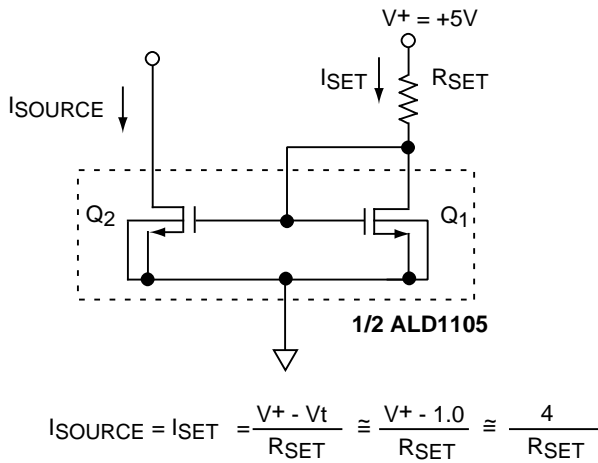 V+ = +5V
ISET
RSET
ISOURCE
Q2
Q1
1/2 ALD1105
ISOURCE = ISET = V+ - Vt / RSET ≅ V+ - 1.0 / RSET ≅ 4 / RSET